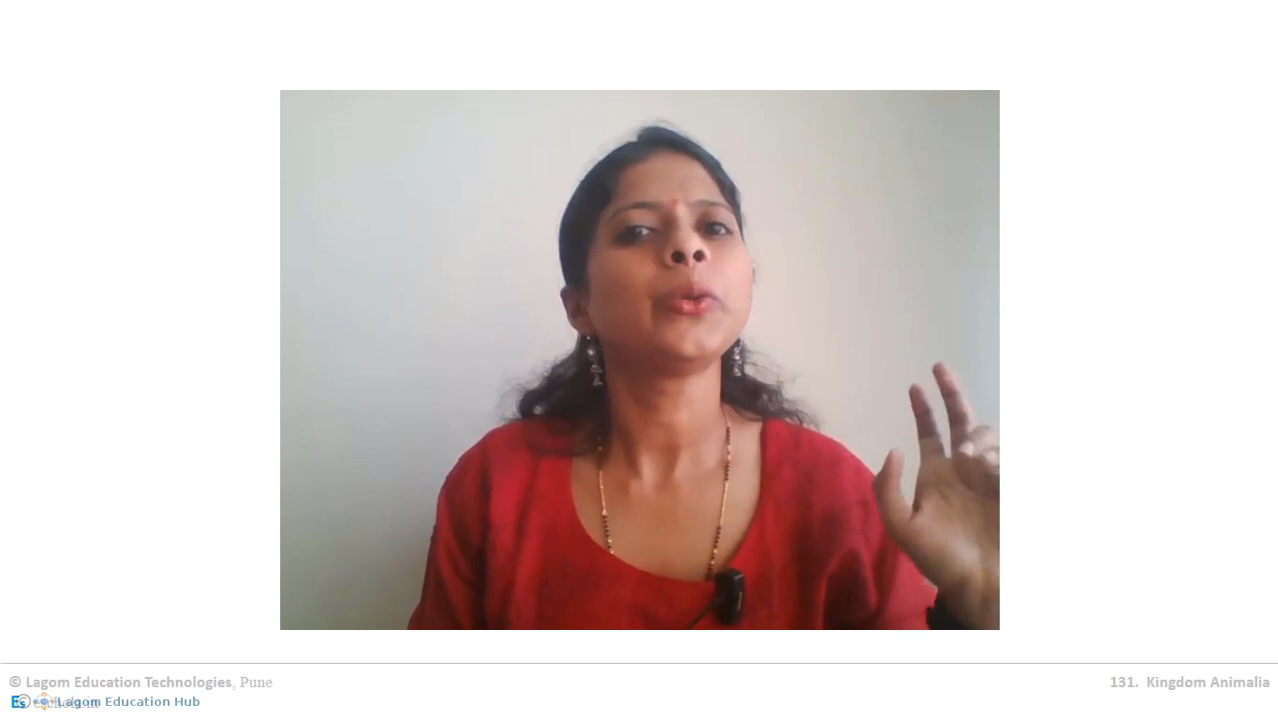 © Lagom Education Technologies, Pune
131. Kingdom Animalia
Lagom Education Hub